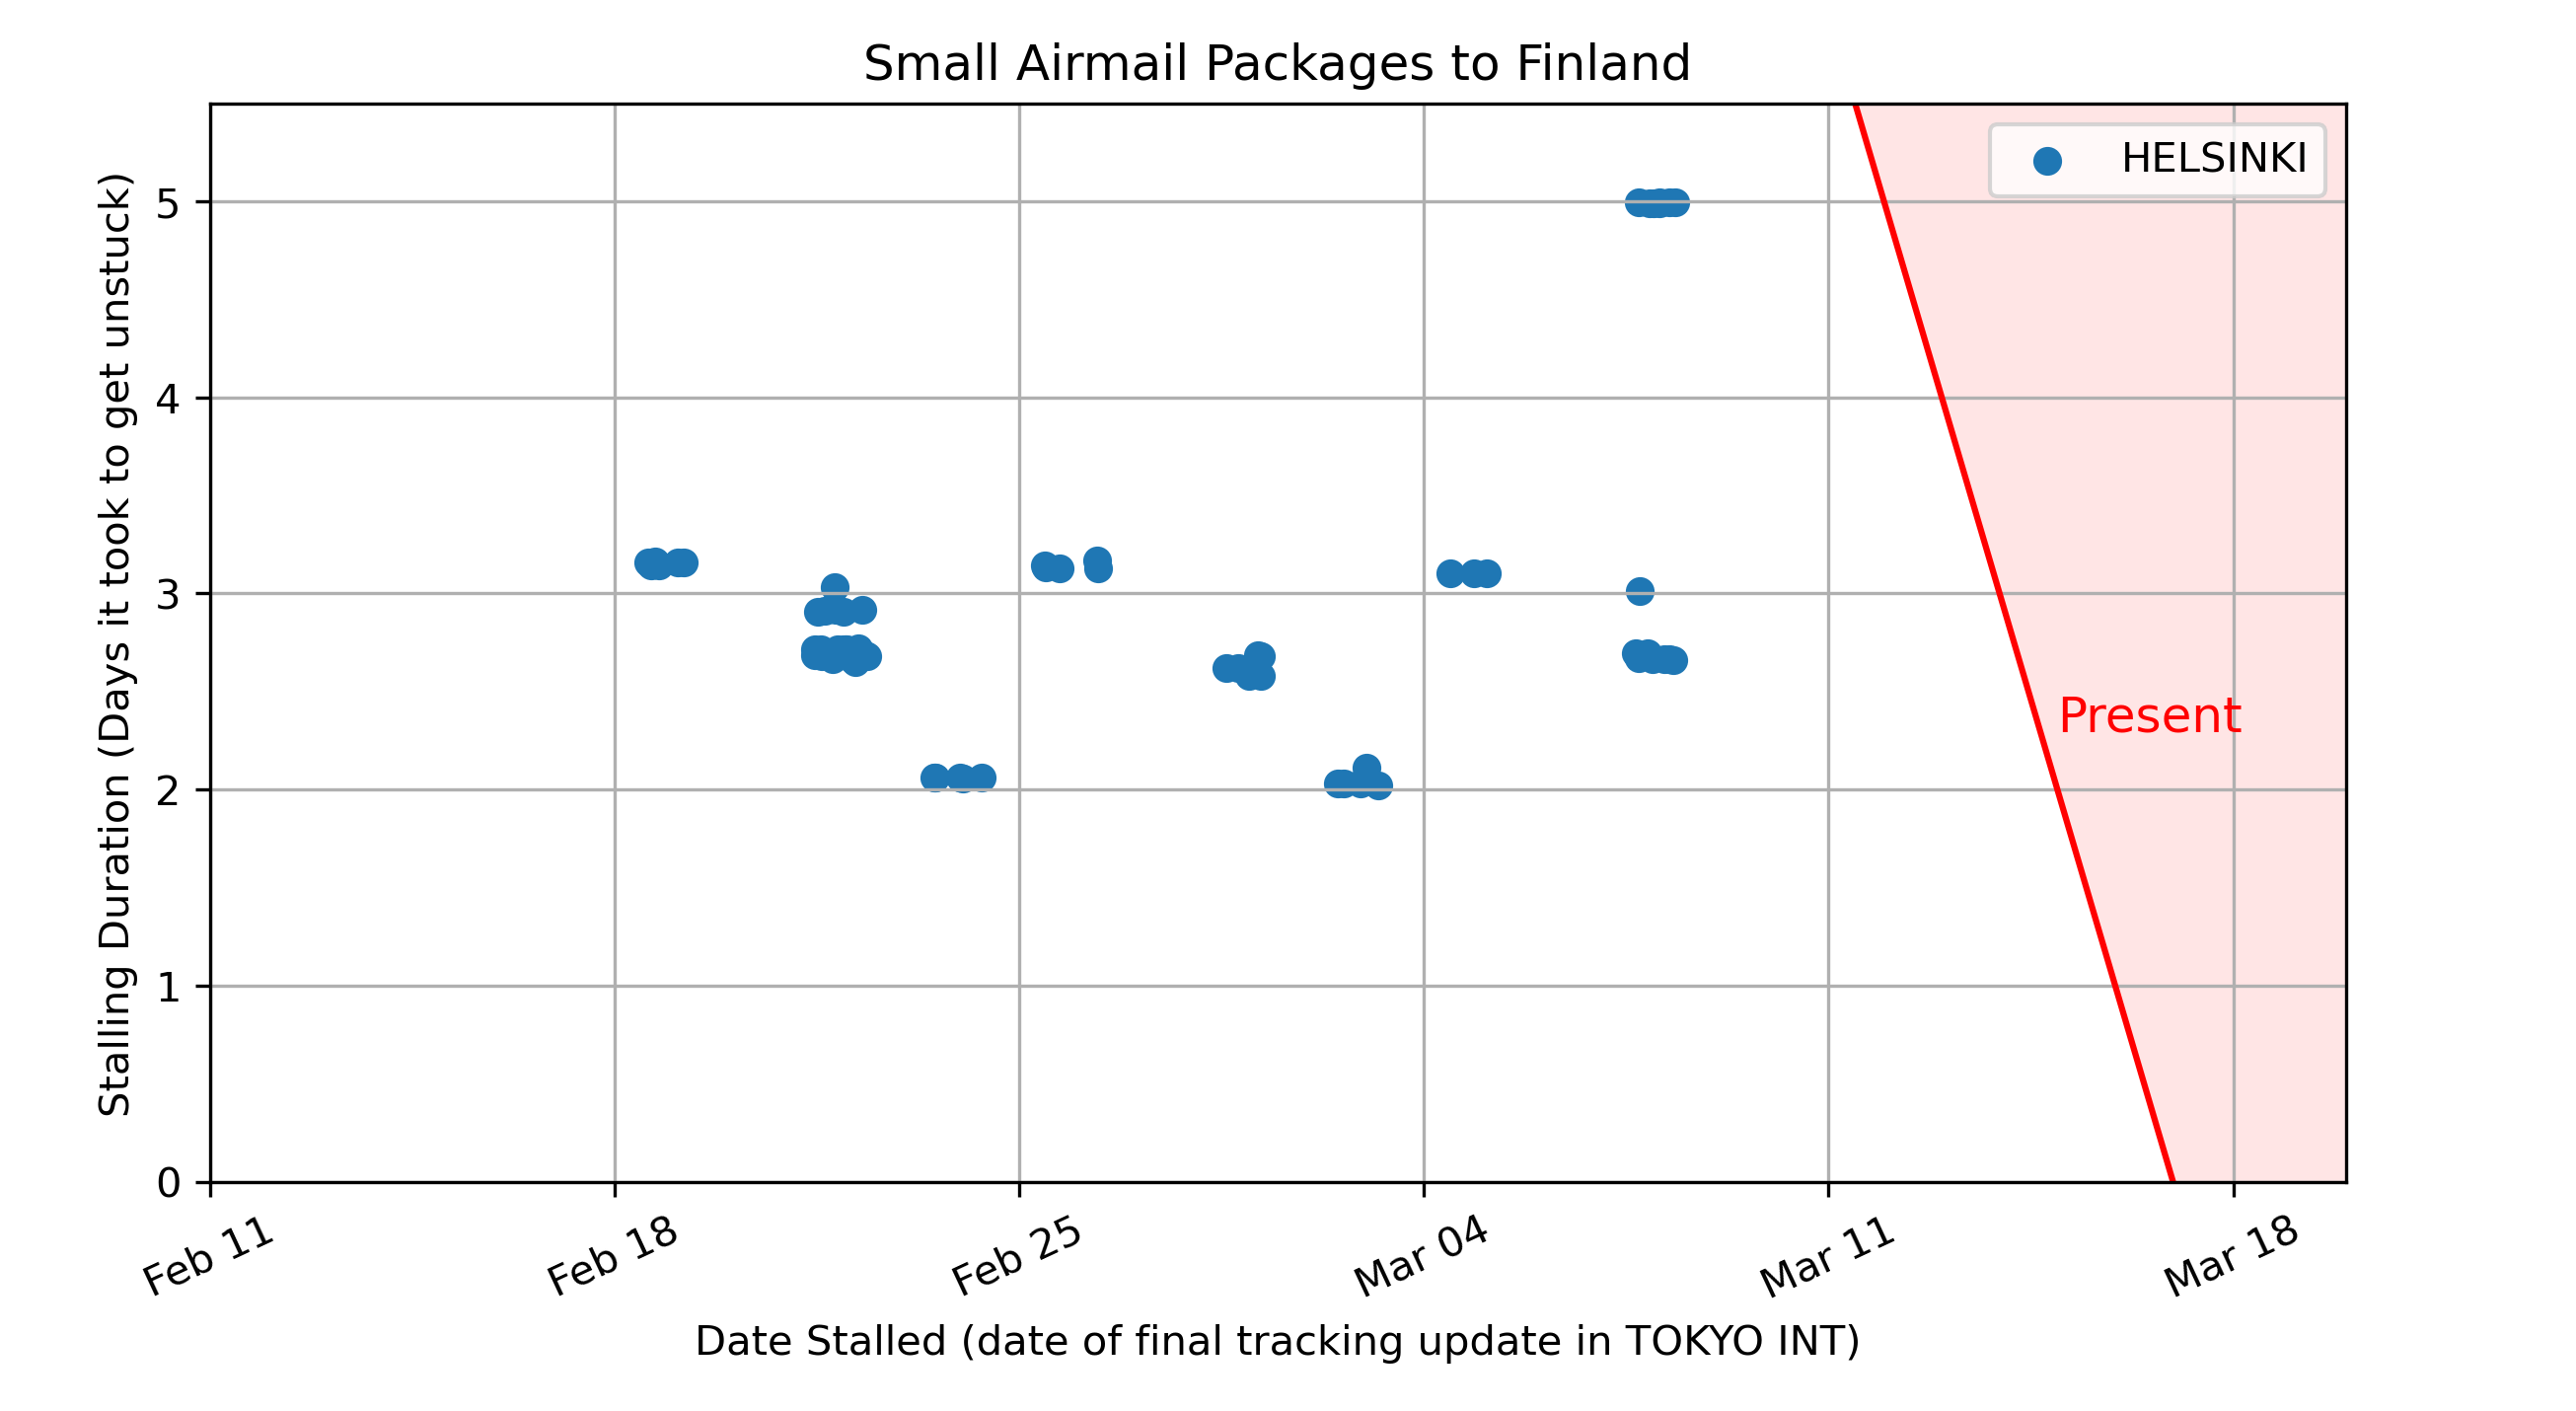 Small Airmail Packages to Finland
HELSINKI
Stalling Duration (Days it took to get unstuck)
5
4
3
2
1
0
Present
Feb 11
Feb 18
Feb 25
Mar 04
Mar 11
Mar 18
Date Stalled (date of final tracking update in TOKYO INT)